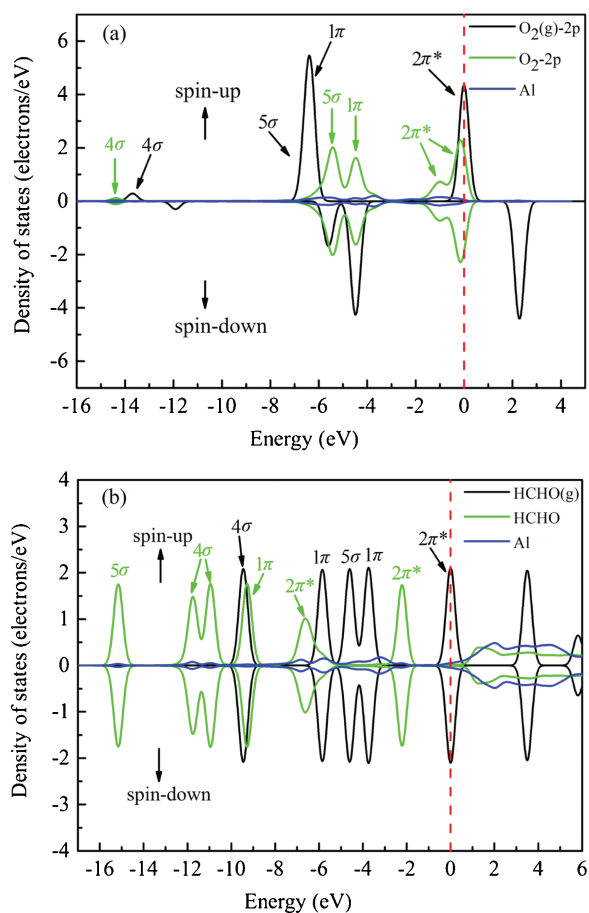 (a)
O₂(g)-2p
O₂-2p
Al
1π
2π*
spin-up
5σ
1π
5σ
4σ
4σ
2π*
spin-down
Density of states (electrons/eV)
6
4
2
0
-2
-4
-6
-16 -14 -12 -10 -8 -6 -4 -2 0 2 4
Energy (eV)
(b)
HCHO(g)
HCHO
Al
spin-up
4σ
4σ
5σ
1π
2π*
1π
5σ
1π
2π*
2π*
spin-down
Density of states (electrons/eV)
4
3
2
1
0
-1
-2
-3
-4
-16 -14 -12 -10 -8 -6 -4 -2 0 2 4 6
Energy (eV)